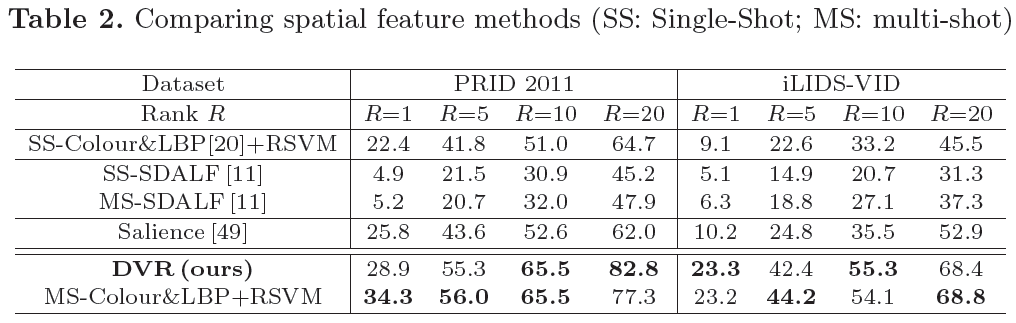 Table 2. Comparing spatial feature methods (SS: Single-Shot; MS: multi-shot)
Dataset PRID 2011 iLIDS-VID
Rank R R=1 R=5 R=10 R=20 R=1 R=5 R=10 R=20
SS-Colour&LBP[20]+RSVM 22.4 41.8 51.0 64.7 9.1 22.6 33.2 45.5
SS-SDALF [11] 4.9 21.5 30.9 45.2 5.1 14.9 20.7 31.3
MS-SDALF [11] 5.2 20.7 32.0 47.9 6.3 18.8 27.1 37.3
Salience [49] 25.8 43.6 52.6 62.0 10.2 24.8 35.5 52.9
DVR (ours) 28.9 55.3 65.5 82.8 23.3 42.4 55.3 68.4
MS-Colour&LBP+RSVM 34.3 56.0 65.5 77.3 23.2 44.2 54.1 68.8